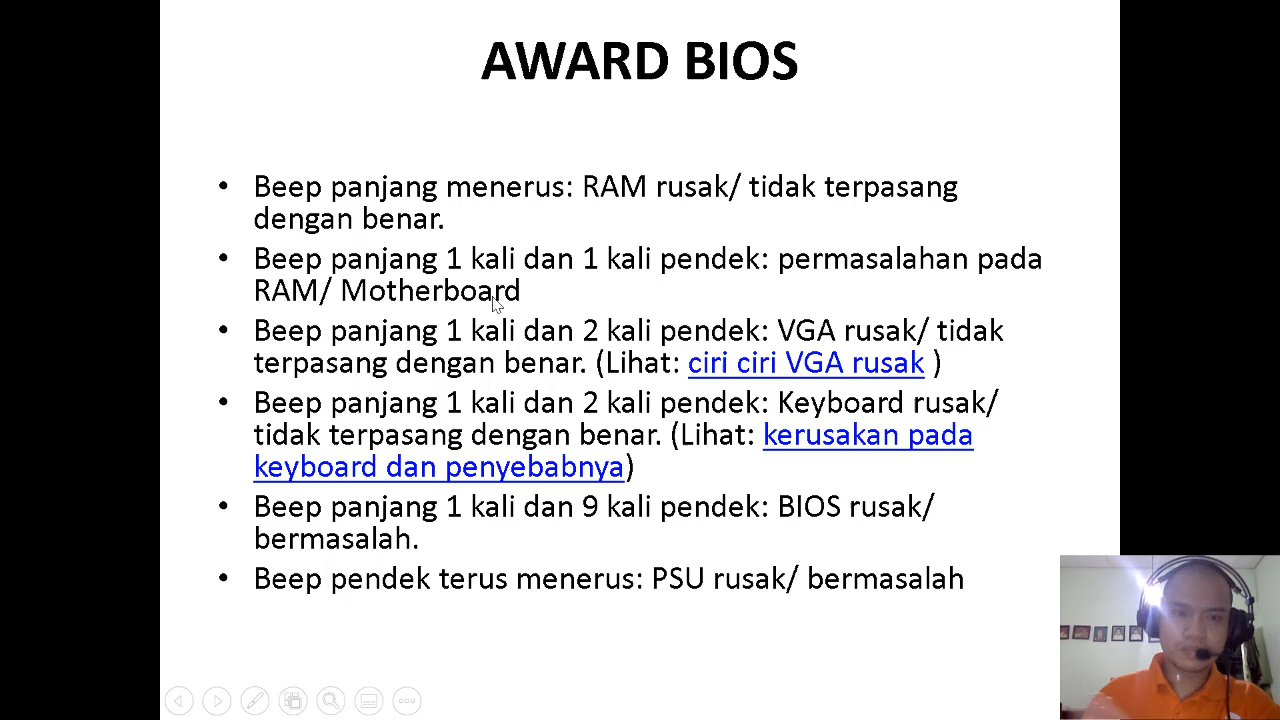 AWARD BIOS
• Beep panjang menerus: RAM rusak/ tidak terpasang
dengan benar.
• Beep panjang 1 kali dan 1 kali pendek: permasalahan pada
RAM/ Motherboard
• Beep panjang 1 kali dan 2 kali pendek: VGA rusak/ tidak
terpasang dengan benar. (Lihat: ciri ciri VGA rusak )
• Beep panjang 1 kali dan 2 kali pendek: Keyboard rusak/
tidak terpasang dengan benar. (Lihat: kerusakan pada
keyboard dan penyebabnya)
• Beep panjang 1 kali dan 9 kali pendek: BIOS rusak/
bermasalah.
• Beep pendek terus menerus: PSU rusak/ bermasalah